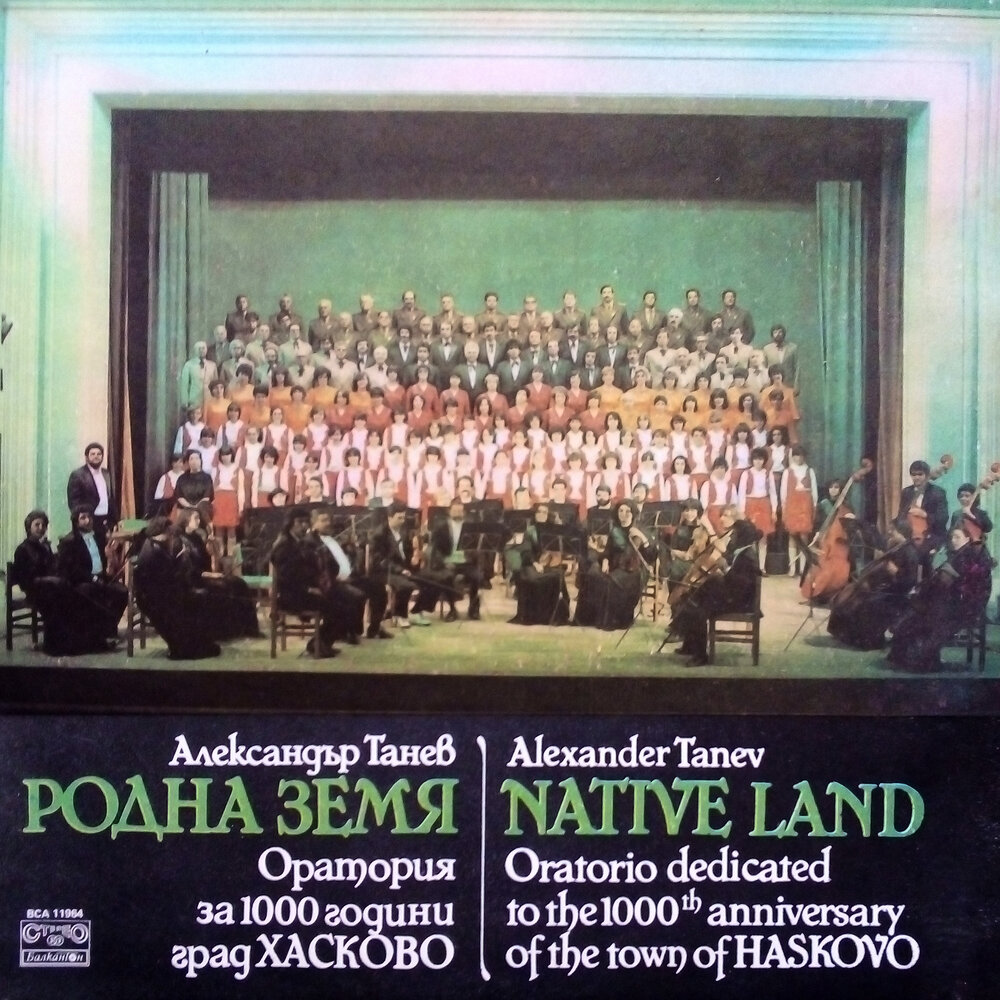 Александър Танев
РОДНА ЗЕМЯ
Оратория
за 1000 години
град ХАСКОВО
Alexander Tanev
NATIVE LAND
Oratorio dedicated
to the 1000th anniversary
of the town of HASKOVO
ВСА 11964
СТЕРЕО
Балкантон